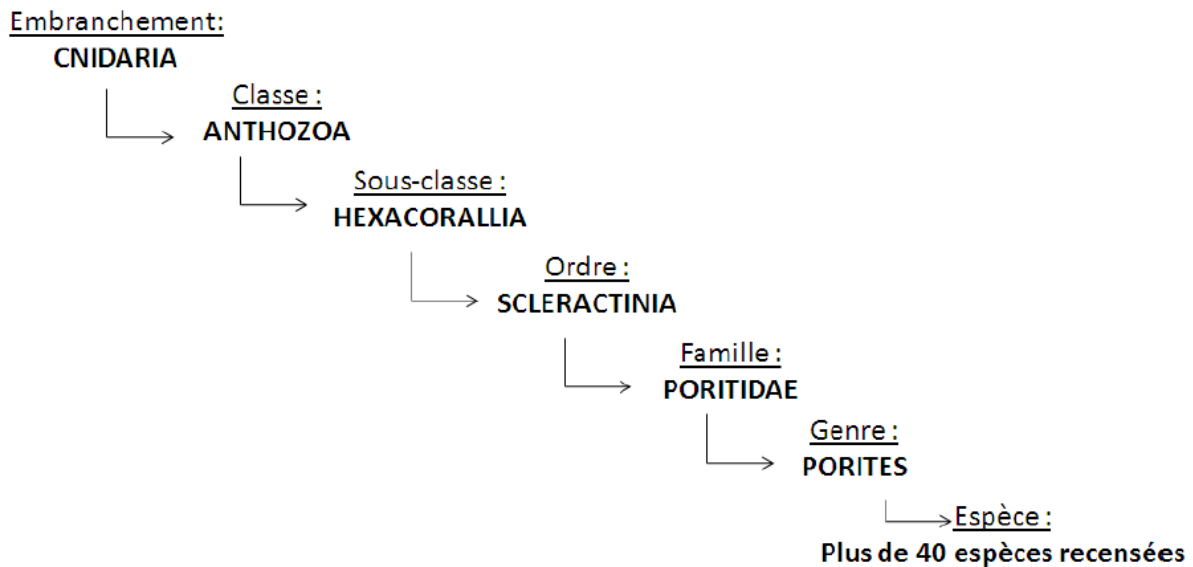 Embranchement:
CNIDARIA
Classe :
ANTHOZOA
Sous-classe :
HEXACORALLIA
Ordre :
SCLERACTINIA
Famille :
PORITIDAE
Genre :
PORITES
Espèce :
Plus de 40 espèces recensées